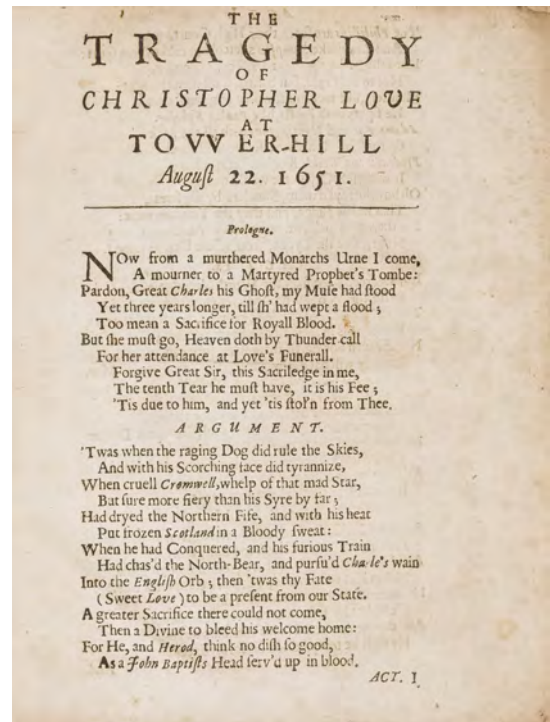 THE
TRAGEDY
OF
CHRISTOPHER LOVE
AT
TOVVER-HILL
Auguſt 22. 1651.
Prologue.
NOw from a murthered Monarchs Urne I come,
A mourner to a Martyred Prophet's Tombe:
Pardon, Great Charles his Ghoſt, my Muſe had ſtood
Yet three years longer, till ſh' had wept a flood;
Too mean a Sacrifice for Royall Blood.
But ſhe muſt go, Heaven doth by Thunder call
For her attendance at Love's Funerall.
Forgive Great Sir, this Sacriledge in me,
The tenth Tear he muſt have, it is his Fee;
'Tis due to him, and yet 'tis ſtol'n from Thee.
ARGUMENT.
'Twas when the raging Dog did rule the Skies,
And with his Scorching face did tyrannize,
When cruell Cromwell, whelp of that mad Star,
But ſure more fiery than his Syre by far;
Had dryed the Northern Fife, and with his heat
Put frozen Scotland in a Bloody ſweat:
When he had Conquered, and his furious Train
Had chas'd the North-Bear, and purſu'd Charle's wain
Into the Engliſh Orb; then 'twas thy Fate
(Sweet Love) to be a preſent from our State.
A greater Sacrifice there could not come,
Then a Divine to bleed his welcome home:
For He, and Herod, think no diſh ſo good,
As a John Baptiſts Head ſerv'd up in blood.
ACT. I